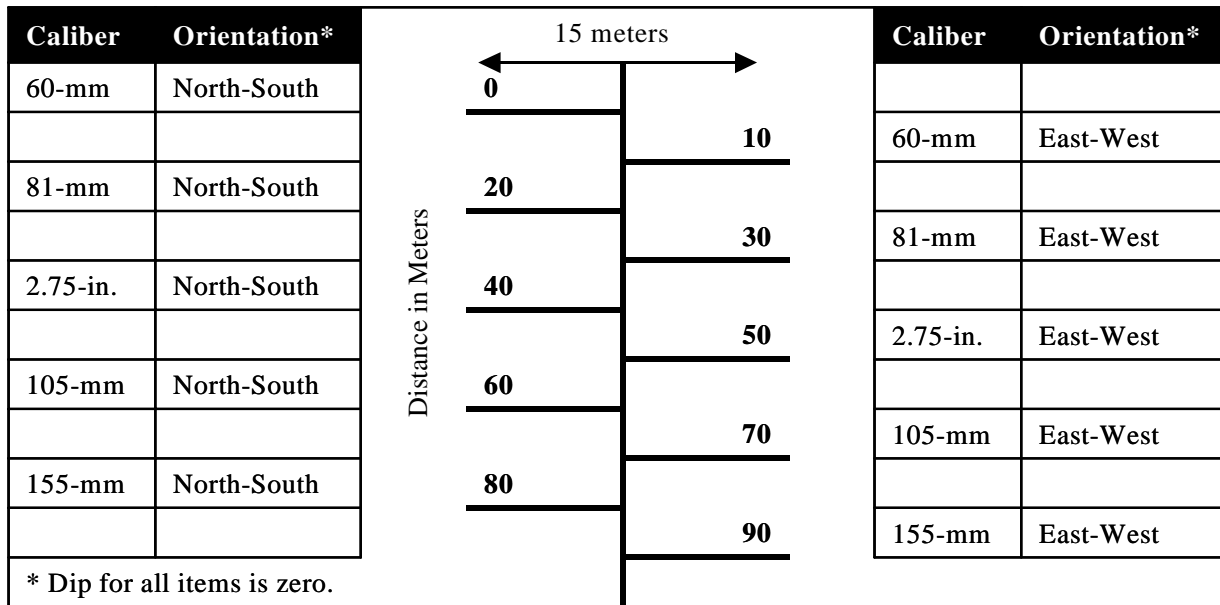 Caliber Orientation* 15 meters Caliber Orientation*
60-mm North-South 0
10 60-mm East-West
81-mm North-South 20
30 81-mm East-West
2.75-in. North-South 40
50 2.75-in. East-West
105-mm North-South 60
70 105-mm East-West
155-mm North-South 80
90 155-mm East-West
Distance in Meters
* Dip for all items is zero.